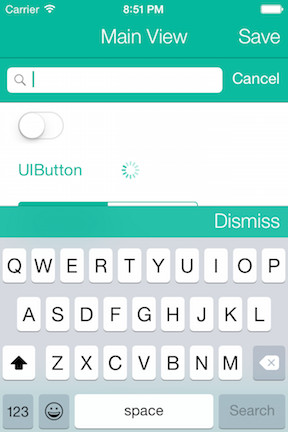 Carrier 8:51 PM
Main View Save
Cancel
UIButton
Dismiss
Q W E R T Y U I O P
A S D F G H J K L
Z X C V B N M
123 space Search